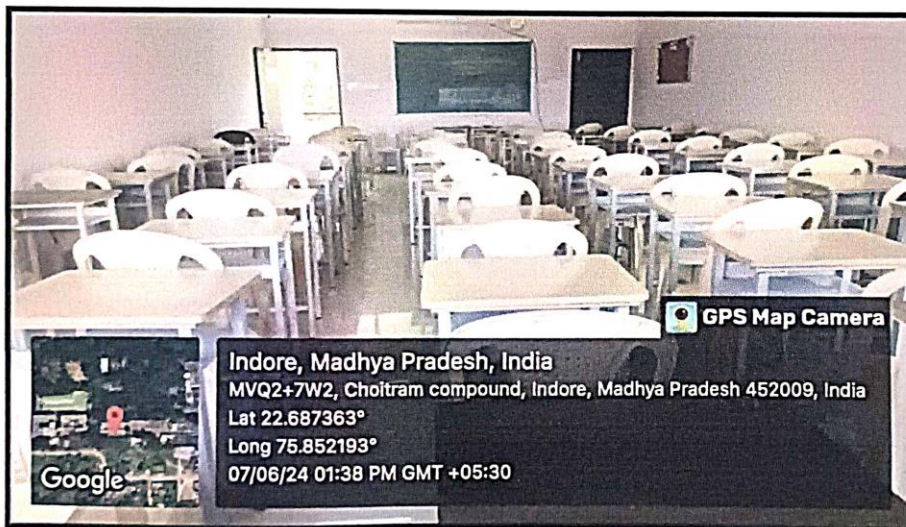 GPS Map Camera
Indore, Madhya Pradesh, India
MVQ2+7W2, Choitram compound, Indore, Madhya Pradesh 452009, India
Lat 22.687363°
Long 75.852193°
07/06/24 01:38 PM GMT +05:30
Google